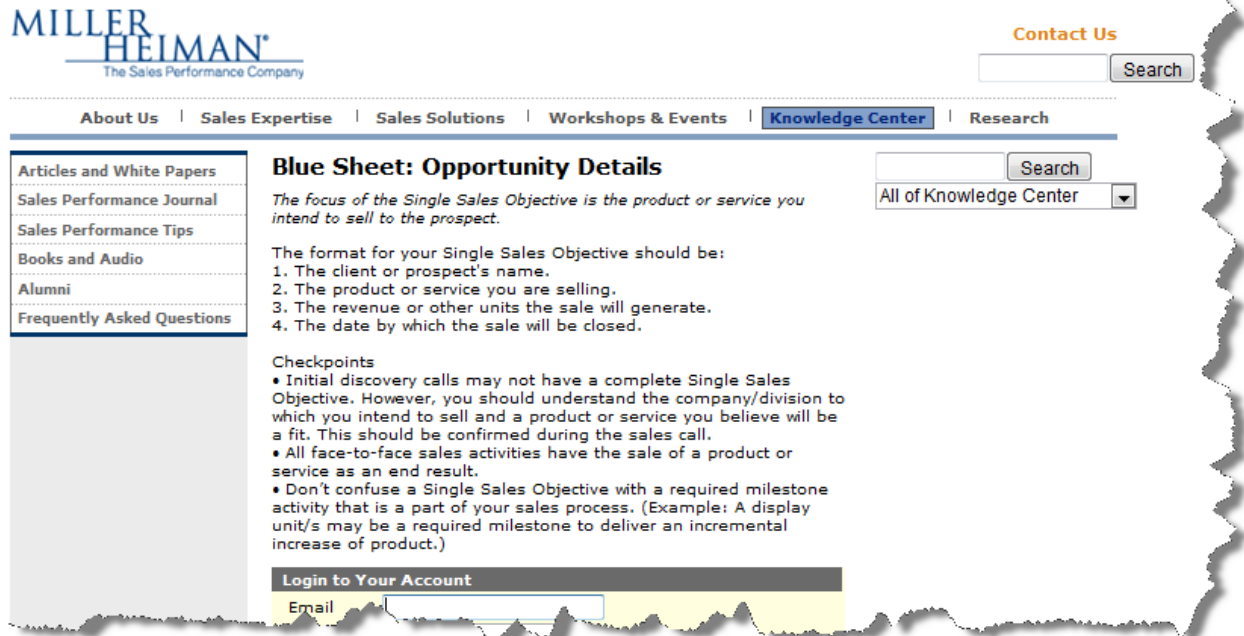 MILLER
HEIMAN®
The Sales Performance Company
Contact Us
Search
About Us | Sales Expertise | Sales Solutions | Workshops & Events | Knowledge Center | Research
Articles and White Papers
Sales Performance Journal
Sales Performance Tips
Books and Audio
Alumni
Frequently Asked Questions
Blue Sheet: Opportunity Details
The focus of the Single Sales Objective is the product or service you
intend to sell to the prospect.
The format for your Single Sales Objective should be:
1. The client or prospect's name.
2. The product or service you are selling.
3. The revenue or other units the sale will generate.
4. The date by which the sale will be closed.
Checkpoints
• Initial discovery calls may not have a complete Single Sales
Objective. However, you should understand the company/division to
which you intend to sell and a product or service you believe will be
a fit. This should be confirmed during the sales call.
• All face-to-face sales activities have the sale of a product or
service as an end result.
• Don't confuse a Single Sales Objective with a required milestone
activity that is a part of your sales process. (Example: A display
unit/s may be a required milestone to deliver an incremental
increase of product.)
Login to Your Account
Email
Search
All of Knowledge Center